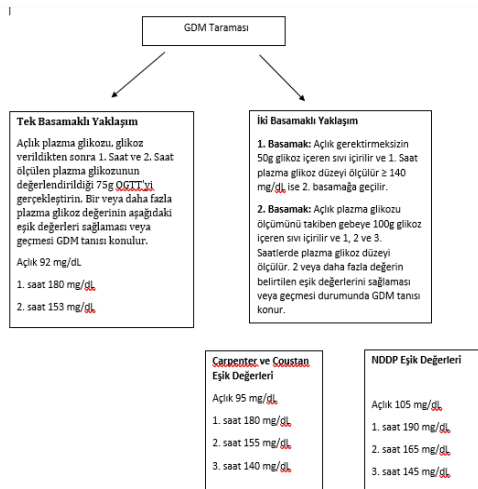 GDM Taraması
Tek Basamaklı Yaklaşım
Açlık plazma glikozu, glikoz
verildikten sonra 1. Saat ve 2. Saat
ölçülen plazma glikozunun
değerlendirildiği 75g OGTT'yi
gerçekleştirin. Bir veya daha fazla
plazma glikoz değerinin aşağıdaki
eşik değerleri sağlaması veya
geçmesi GDM tanısı konulur.
Açlık 92 mg/dL
1. saat 180 mg/dL
2. saat 153 mg/dL
İki Basamaklı Yaklaşım
1. Basamak: Açlık gerektirmeksizin
50g glikoz içeren sıvı içirilir ve 1. Saat
plazma glikoz düzeyi ölçülür ≥ 140
mg/dL ise 2. basamağa geçilir.
2. Basamak: Açlık plazma glikozu
ölçümünü takiben gebeye 100g glikoz
içeren sıvı içirilir ve 1, 2 ve 3.
Saatlerde plazma glikoz düzeyi
ölçülür. 2 veya daha fazla değerin
belirtilen eşik değerlerini sağlaması
veya geçmesi durumunda GDM tanısı
konur.
Carpenter ve Coustan
Eşik Değerleri
Açlık 95 mg/dL
1. saat 180 mg/dL
2. saat 155 mg/dL
3. saat 140 mg/dL
NDDP Eşik Değerleri
Açlık 105 mg/dL
1. saat 190 mg/dL
2. saat 165 mg/dL
3. saat 145 mg/dL